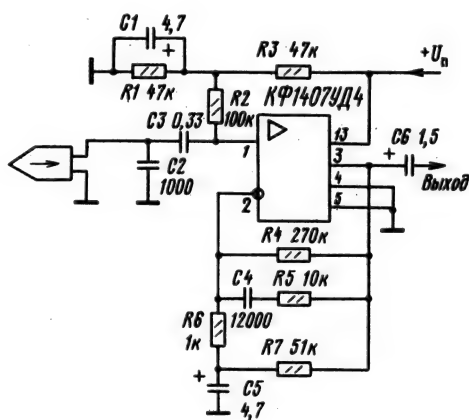 C1 4,7
+
R1 47к
R3 47к
+Uп
R2
100к
КФ1407УД4
C3 0,33
1
13
3
+
C6 1,5
4
5
Выход
C2
1000
2
R4 270к
C4
R5 10к
12000
R6
1к
R7 51к
+
C5
4,7